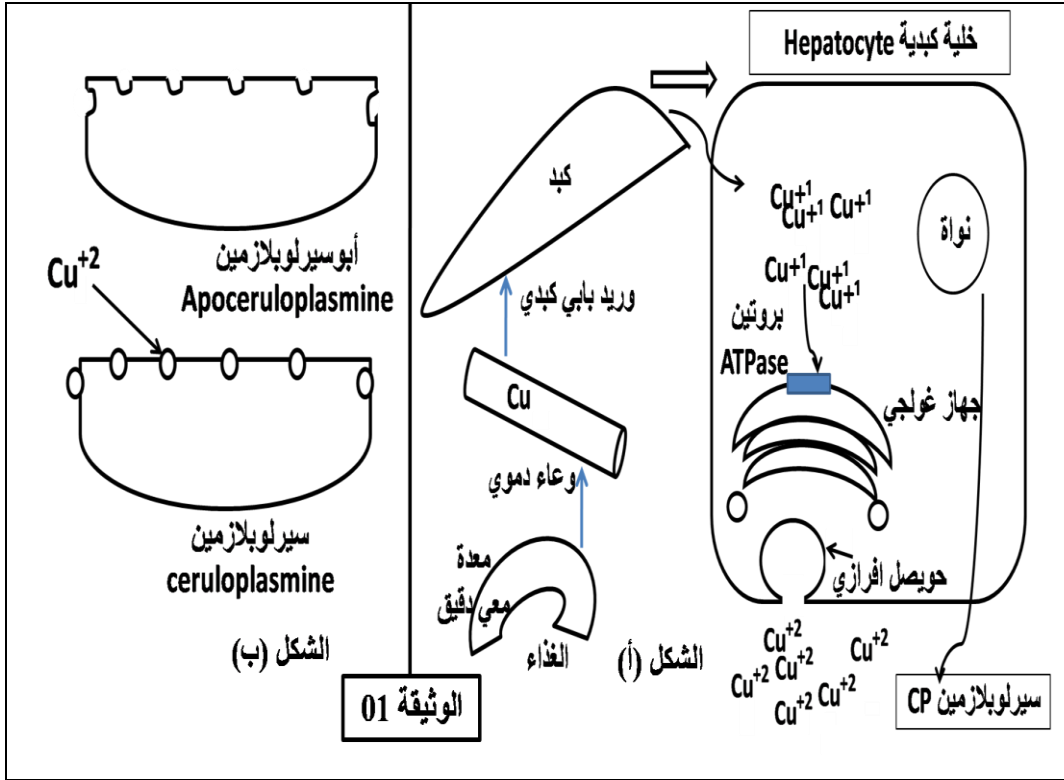 خلية كبدية Hepatocyte
نواة
Cu+¹
Cu+¹
Cu+¹
Cu+¹
Cu+¹
Cu+¹
بروتين
ATPase
جهاز غولجي
حويصل افرازي
Cu+²
Cu+²
Cu+²
Cu+²
Cu+²
Cu+²
سيرلوبلازمين CP
كبد
وريد بابي كبدي
Cu
وعاء دموي
معدة
معي دقيق
الغذاء
الشكل (أ)
أبوسيرلوبلازمين
Apoceruloplasmine
Cu+²
سيرلوبلازمين
ceruloplasmine
الشكل (ب)
الوثيقة 01